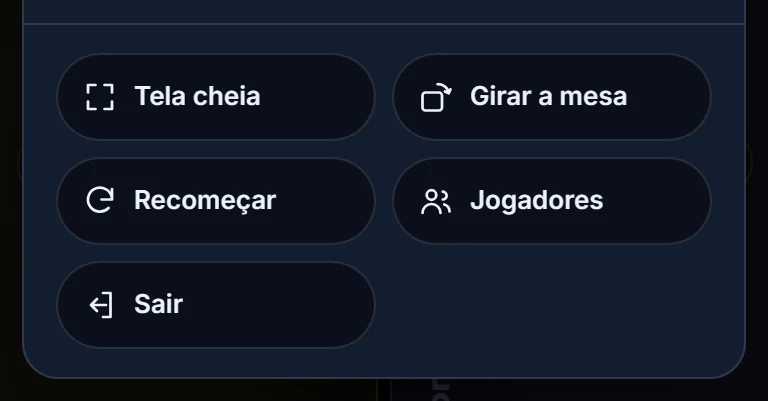 Tela cheia
Girar a mesa
Recomeçar
Jogadores
Sair